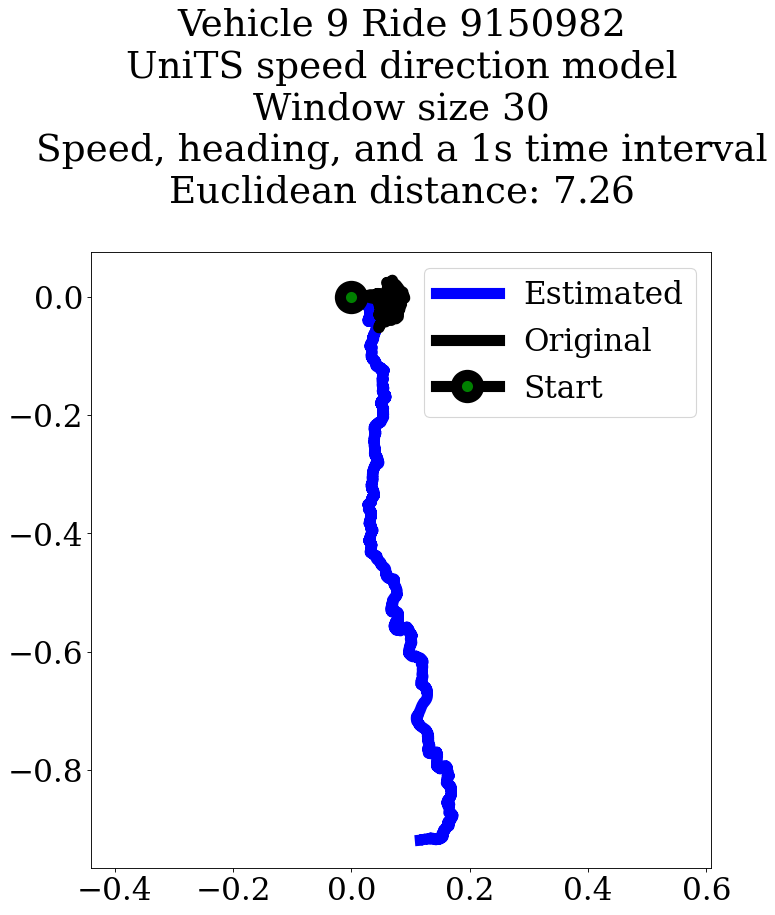 Vehicle 9 Ride 9150982
UniTS speed direction model
Window size 30
Speed, heading, and a 1s time interval
Euclidean distance: 7.26
Estimated
Original
Start
0.0
−0.2
−0.4
−0.6
−0.8
−0.4 −0.2 0.0 0.2 0.4 0.6